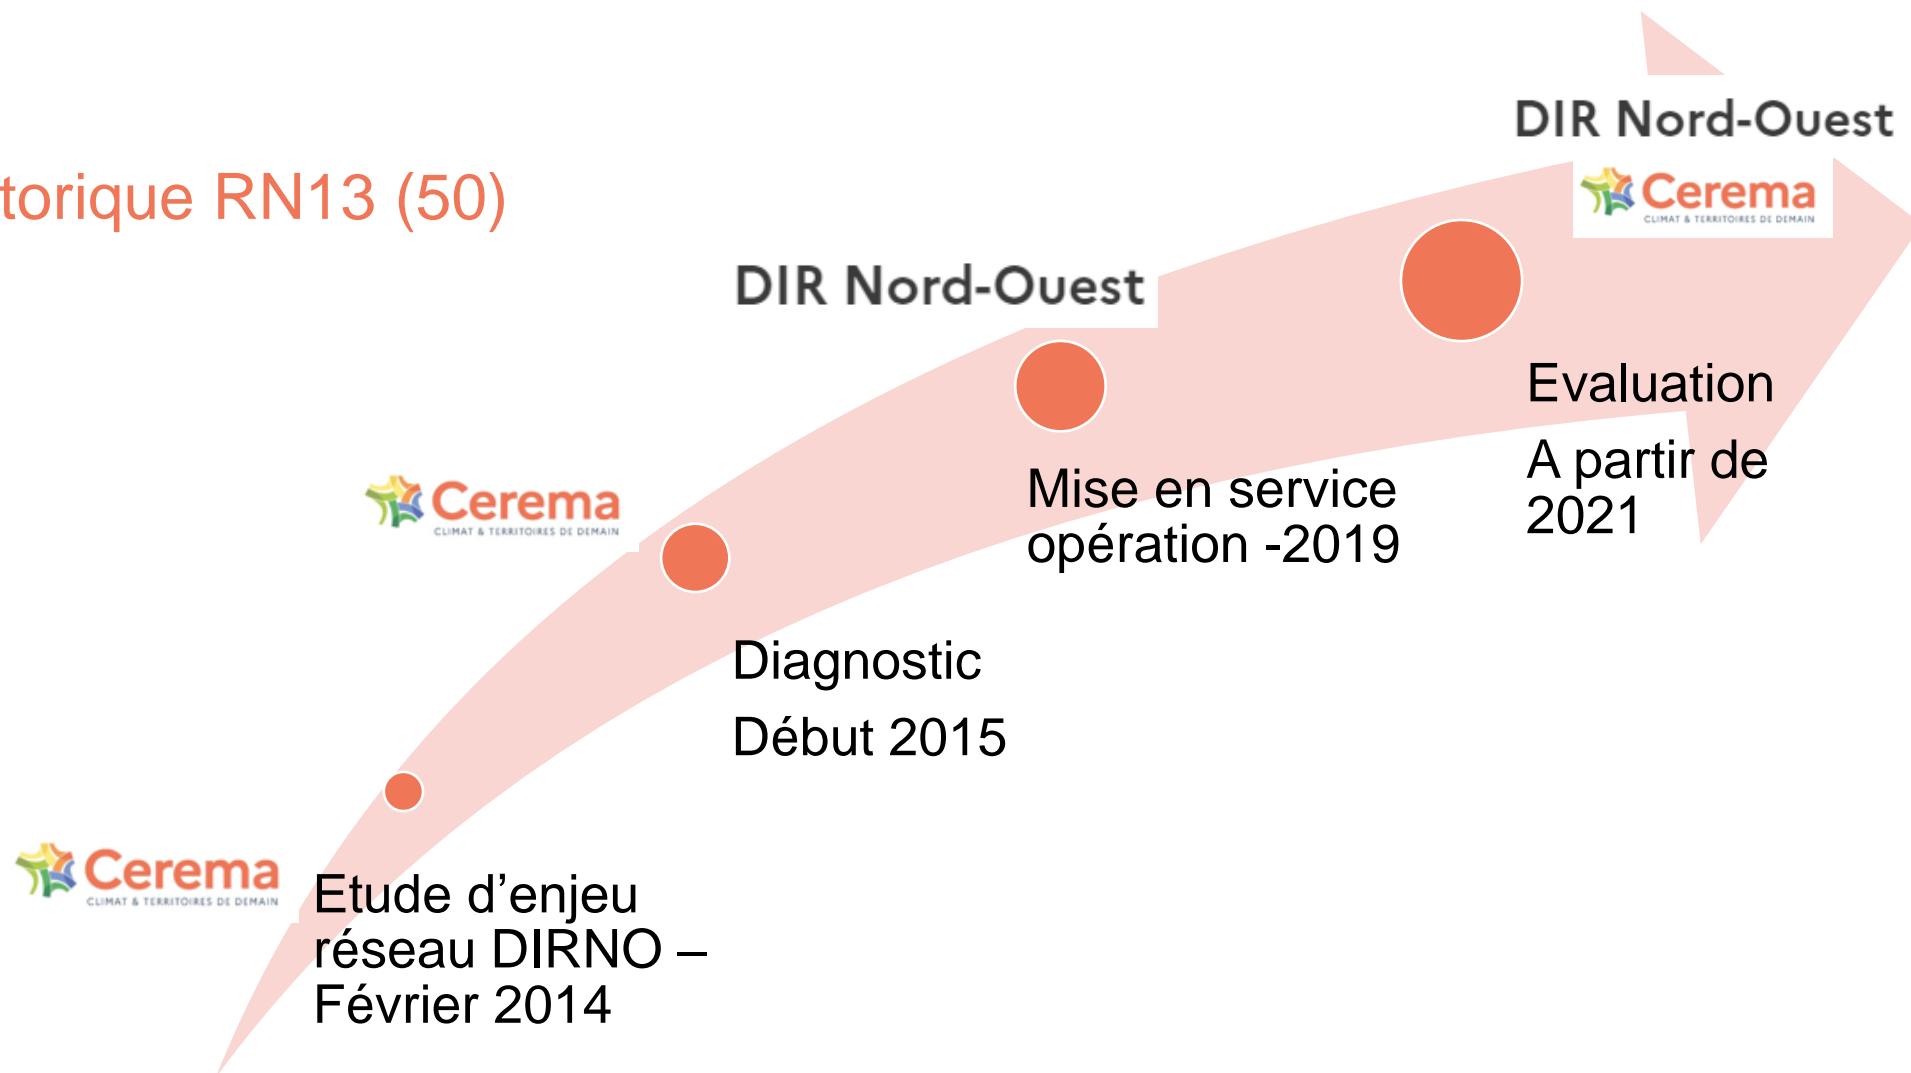 torique RN13 (50)
DIR Nord-Ouest
Cerema
CLIMAT & TERRITOIRES DE DEMAIN
Evaluation
A partir de
2021
DIR Nord-Ouest
Mise en service
opération -2019
Cerema
CLIMAT & TERRITOIRES DE DEMAIN
Diagnostic
Début 2015
Cerema
CLIMAT & TERRITOIRES DE DEMAIN
Etude d’enjeu
réseau DIRNO –
Février 2014